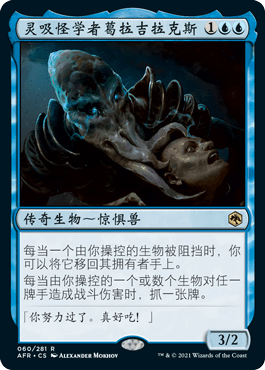 灵吸怪学者葛拉吉拉克斯 1
传奇生物～惊惧兽
每当一个由你操控的生物被阻挡时，你
可以将它移回其拥有者手上。
每当由你操控的一个或数个生物对任一
牌手造成战斗伤害时，抓一张牌。
「你努力过了。真好吃！」
3/2
060/281 R
AFR • CS ALEXANDER MOKHOV
™ & © 2021 Wizards of the Coast